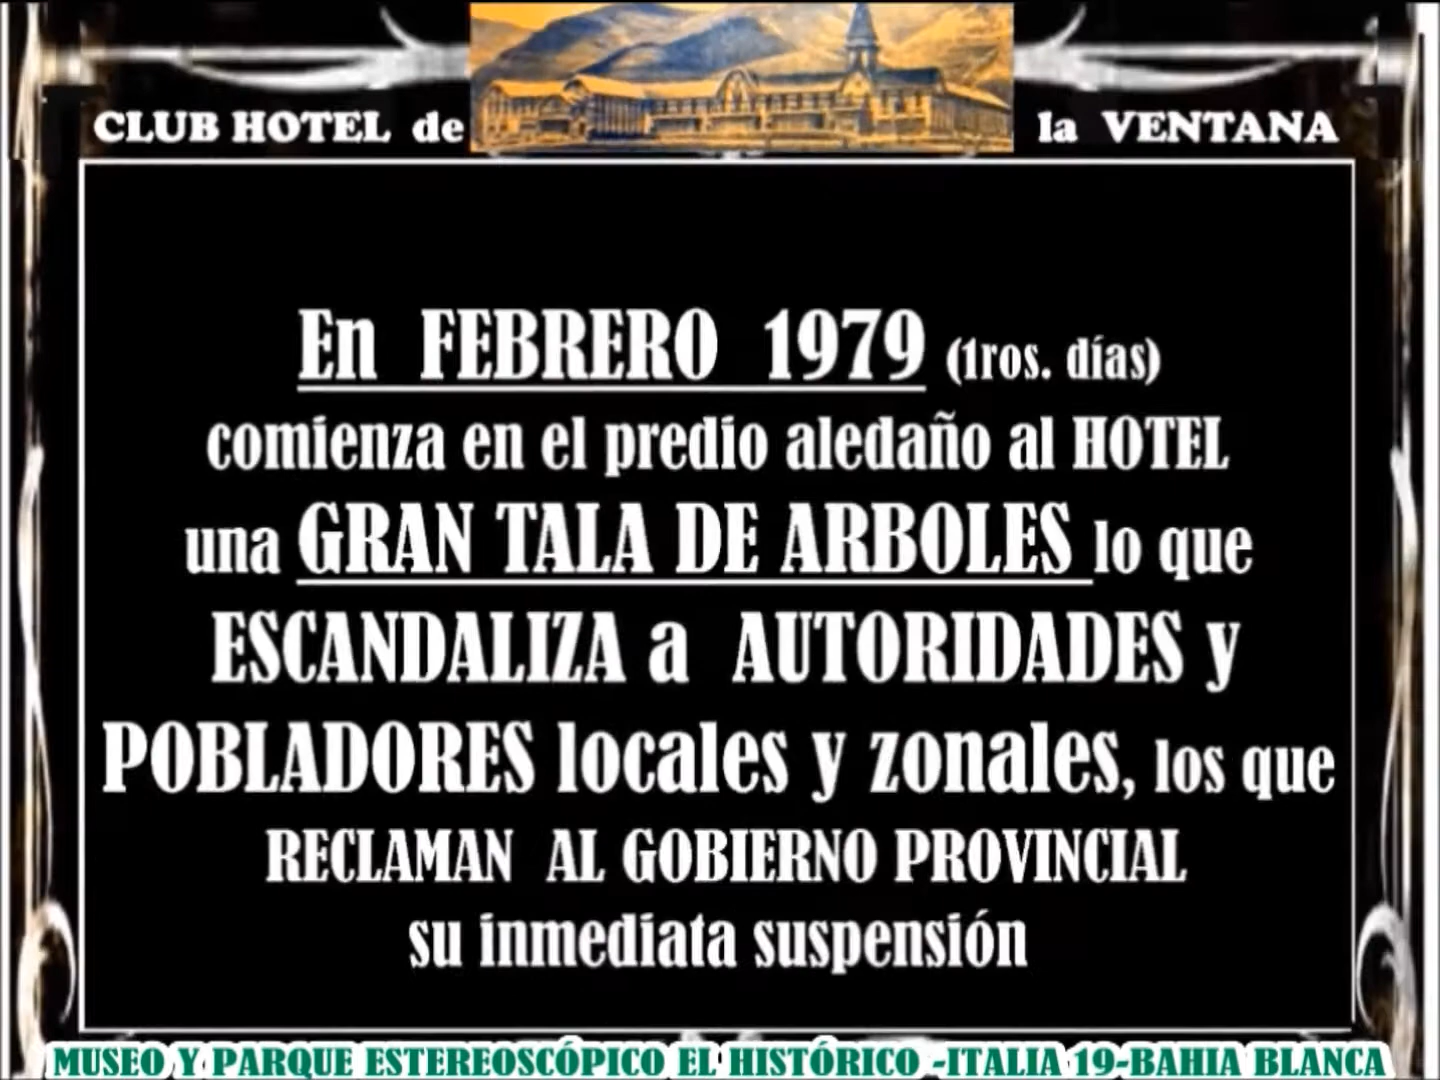 CLUB HOTEL de la VENTANA
En FEBRERO 1979 (1ros. días)
comienza en el predio aledaño al HOTEL
una GRAN TALA DE ARBOLES lo que
ESCANDALIZA a AUTORIDADES y
POBLADORES locales y zonales, los que
RECLAMAN AL GOBIERNO PROVINCIAL
su inmediata suspensión
MUSEO Y PARQUE ESTEREOSCÓPICO EL HISTÓRICO -ITALIA 19-BAHIA BLANCA